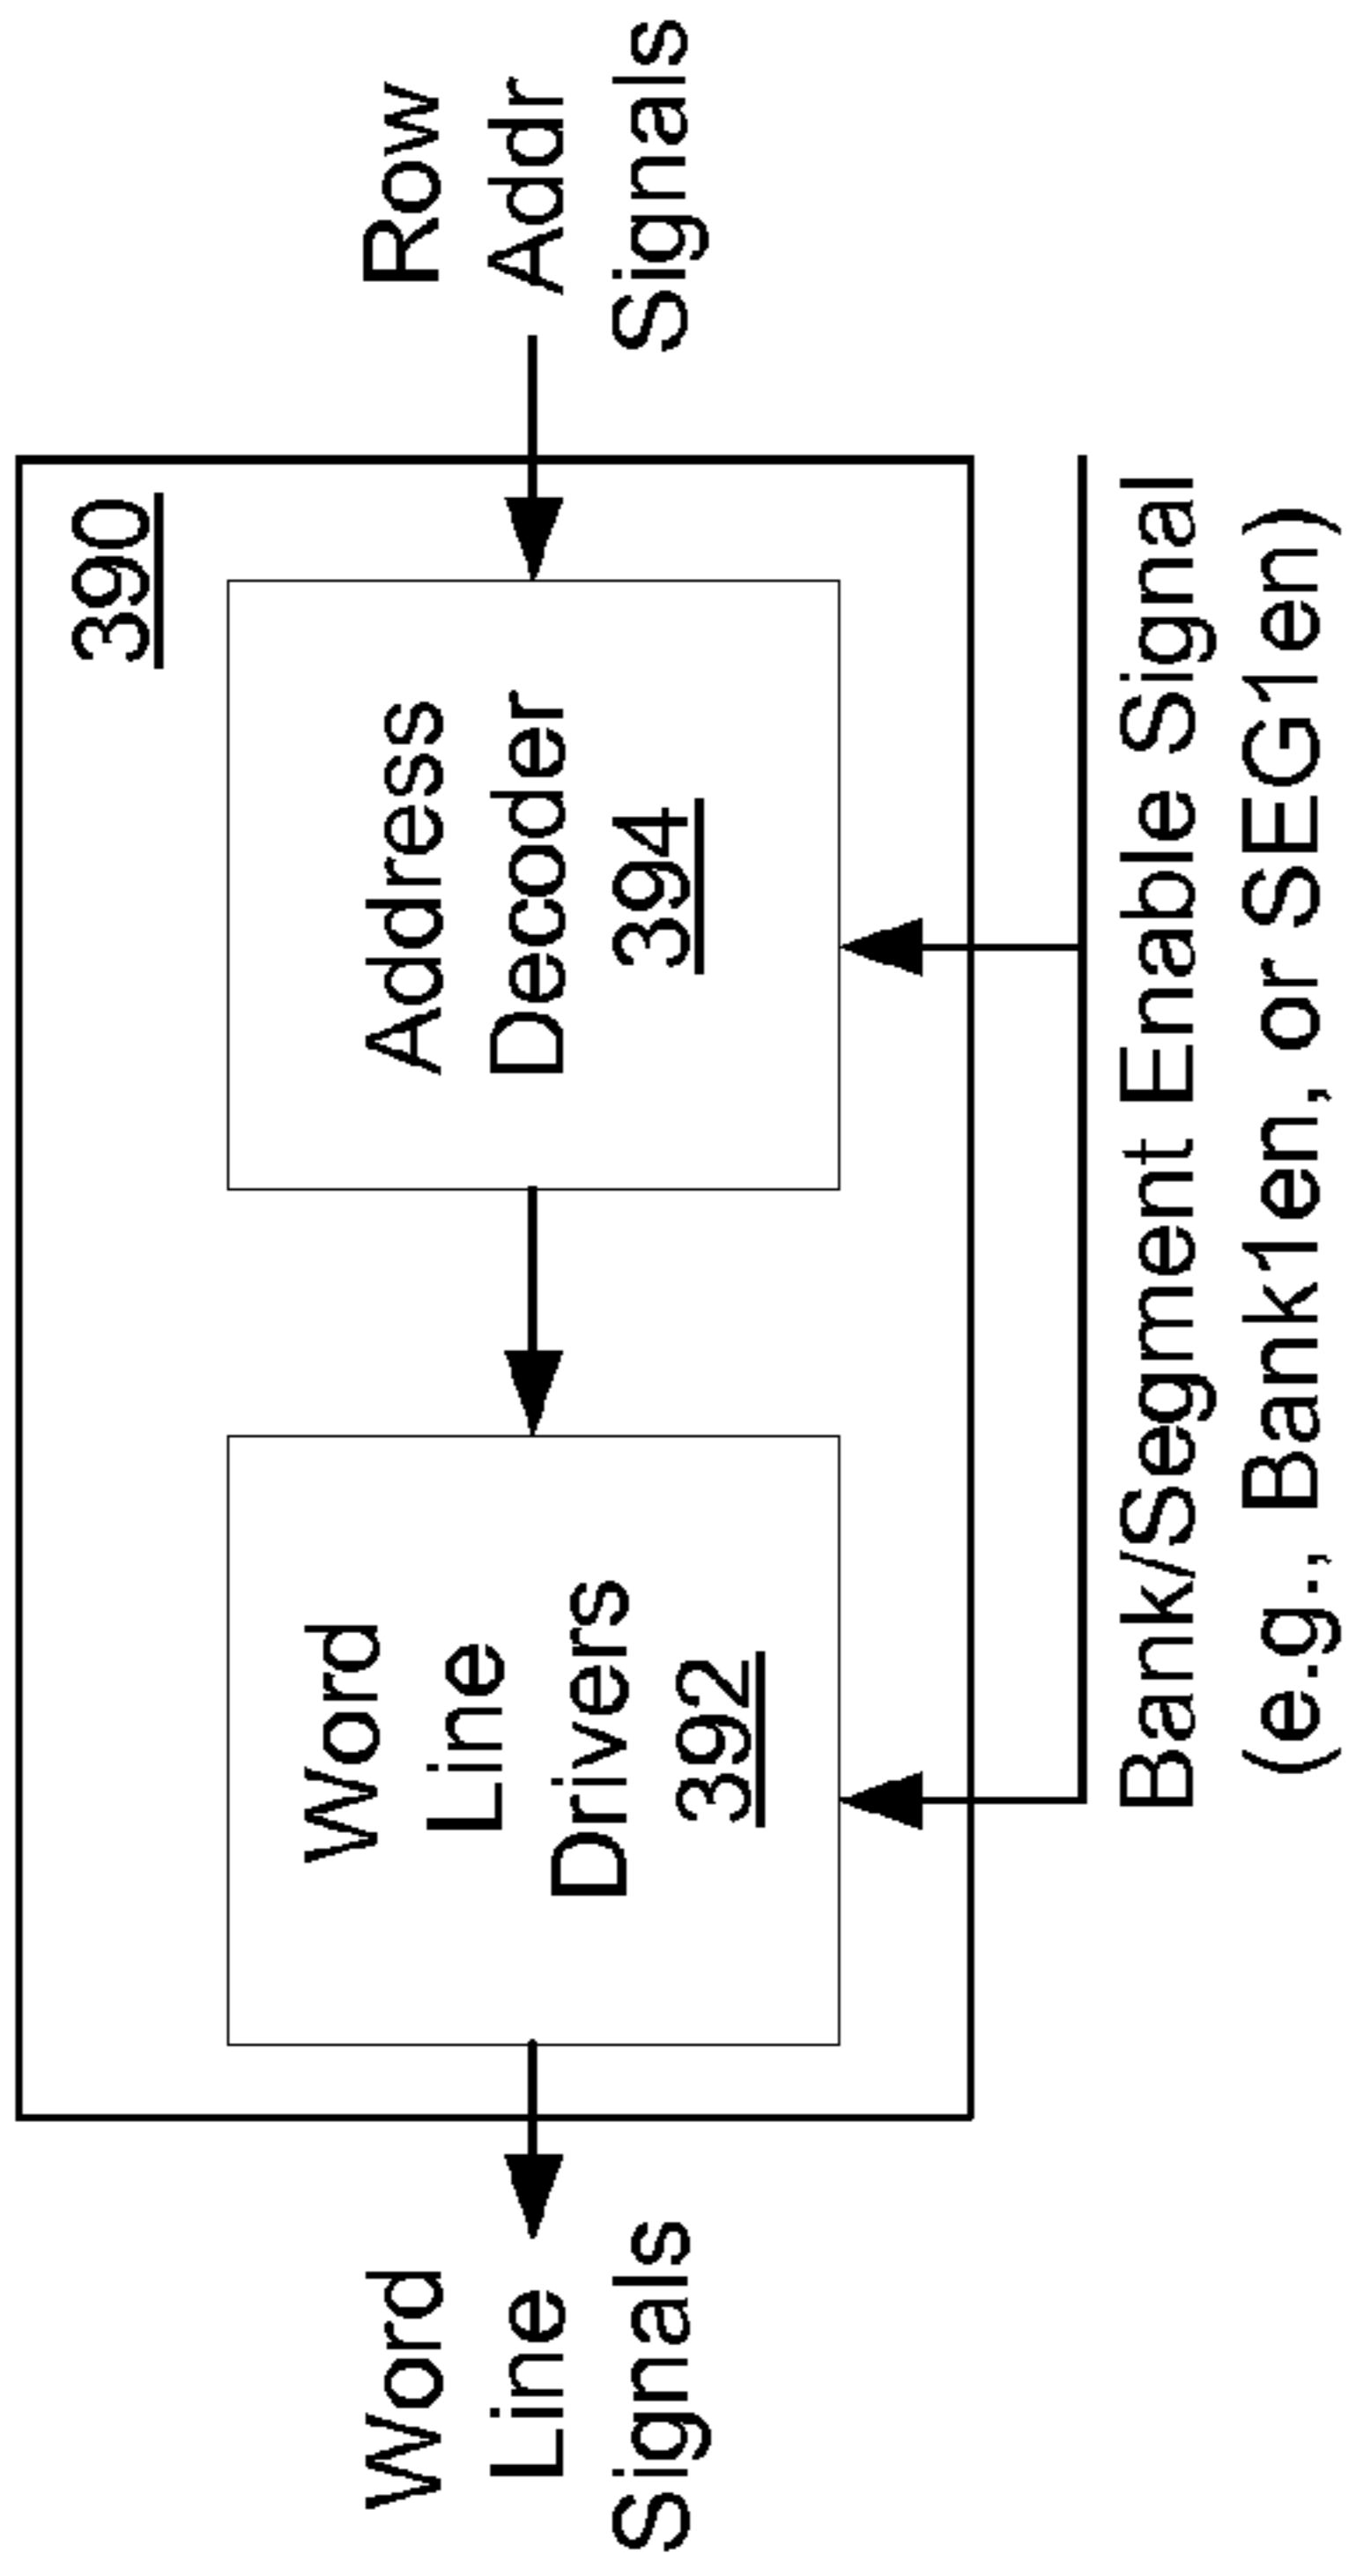 390
Word
Line
Signals
Word
Line
Drivers
392
Address
Decoder
394
Row
Addr
Signals
Bank/Segment Enable Signal
(e.g., Bank1en, or SEG1en)